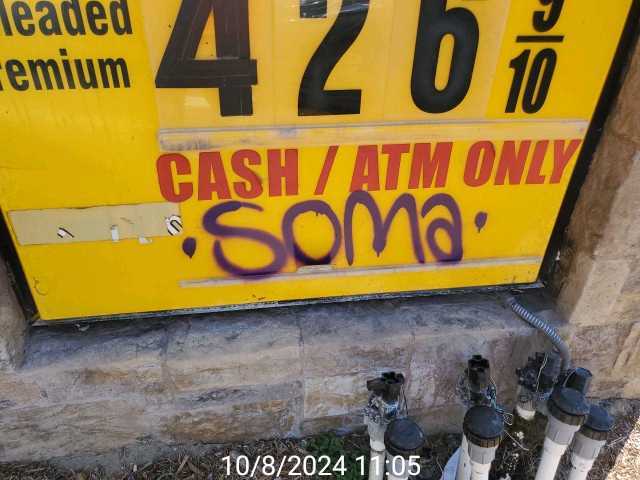 leaded
remium
426 9/10
CASH / ATM ONLY
SOMA
10/8/2024 11:05